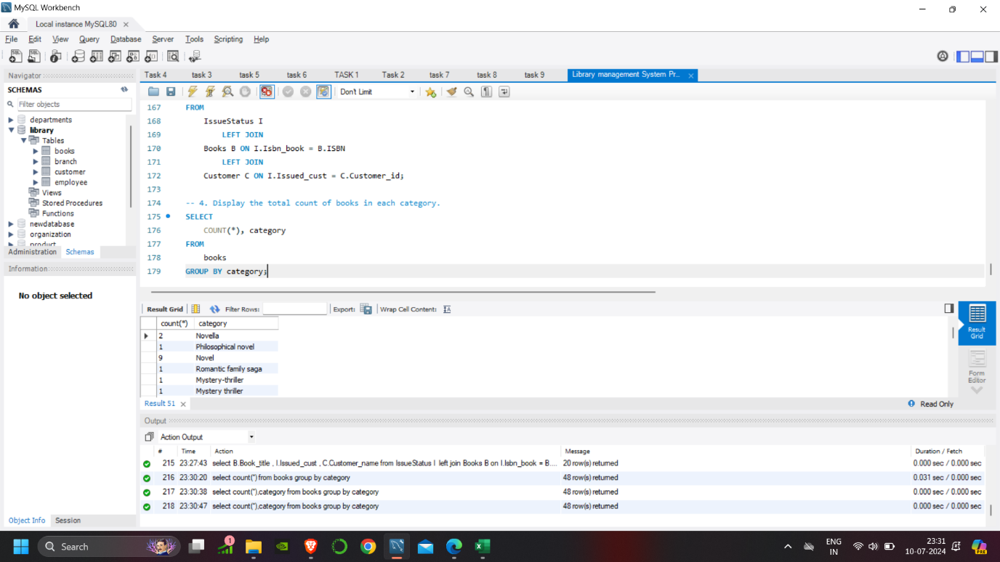 MySQL Workbench
Local instance MySQL80
File Edit View Query Database Server Tools Scripting Help
Navigator
SCHEMAS
Filter objects
departments
library
Tables
books
branch
customer
employee
Views
Stored Procedures
Functions
newdatabase
organization
product
Administration Schemas
Information
No object selected
Object Info Session
Task 4 task 3 task 5 task 6 TASK 1 Task 2 task 7 task 8 task 9 Library management System Pr...
Don't Limit
167 FROM
168 IssueStatus I
169 LEFT JOIN
170 Books B ON I.Isbn_book = B.ISBN
171 LEFT JOIN
172 Customer C ON I.Issued_cust = C.Customer_id;
173
174 -- 4. Display the total count of books in each category.
175 SELECT
176 COUNT(*), category
177 FROM
178 books
179 GROUP BY category;
Result Grid Filter Rows: Export: Wrap Cell Content: IA
count(*) category
2 Novella
1 Philosophical novel
9 Novel
1 Romantic family saga
1 Mystery-thriller
1 Mystery thriller
Result Grid
Form Editor
Result 51 Read Only
Output
Action Output
# Time Action Message Duration / Fetch
215 23:27:43 select B.Book_title , I.Issued_cust , C.Customer_name from IssueStatus I left join Books B on I.Isbn_book = B.... 20 row(s) returned 0.000 sec / 0.000 sec
216 23:30:20 select count(*) from books group by category 48 row(s) returned 0.031 sec / 0.000 sec
217 23:30:38 select count(*),category from books group by category 48 row(s) returned 0.000 sec / 0.000 sec
218 23:30:47 select count(*),category from books group by category 48 row(s) returned 0.000 sec / 0.000 sec
Search
1
ENG
IN
23:31
10-07-2024
PRE